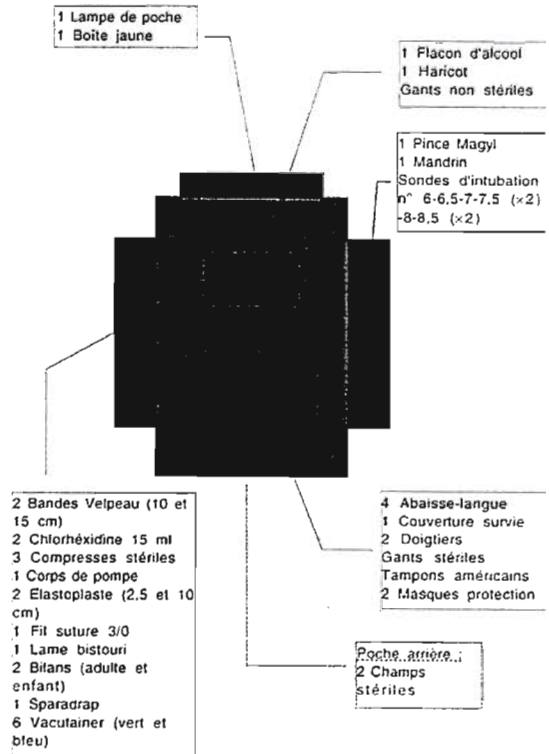 1 Lampe de poche
1 Boîte jaune
1 Flacon d'alcool
1 Haricot
Gants non stériles
1 Pince Magyl
1 Mandrin
Sondes d'intubation
n° 6-6,5-7-7,5 (×2)
-8-8,5 (×2)
2 Bandes Velpeau (10 et
15 cm)
2 Chlorhéxidine 15 ml
3 Compresses stériles
1 Corps de pompe
2 Elastoplaste (2,5 et 10
cm)
1 Fil suture 3/0
1 Lame bistouri
2 Bilans (adulte et
enfant)
1 Sparadrap
6 Vacutainer (vert et
bleu)
4 Abaisse-langue
1 Couverture survie
2 Doigtiers
Gants stériles
Tampons américains
2 Masques protection
Poche arrière :
2 Champs
stériles